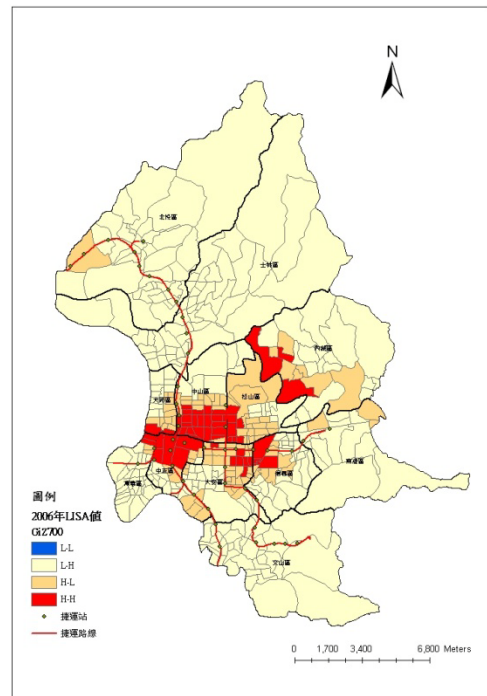 N
北投區
士林區
內湖區
大同區
中山區
松山區
南港區
萬華區
中正區
大安區
信義區
文山區
圖例
2006年LISA値
GiZ700
L-L
L-H
H-L
H-H
捷運站
捷運路線
0 1,700 3,400 6,800 Meters